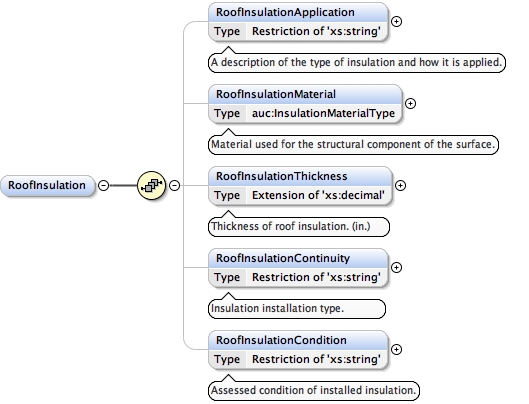 RoofInsulationApplication
Type Restriction of 'xs:string'
A description of the type of insulation and how it is applied.
RoofInsulationMaterial
Type auc:InsulationMaterialType
Material used for the structural component of the surface.
RoofInsulation
RoofInsulationThickness
Type Extension of 'xs:decimal'
Thickness of roof insulation. (in.)
RoofInsulationContinuity
Type Restriction of 'xs:string'
Insulation installation type.
RoofInsulationCondition
Type Restriction of 'xs:string'
Assessed condition of installed insulation.